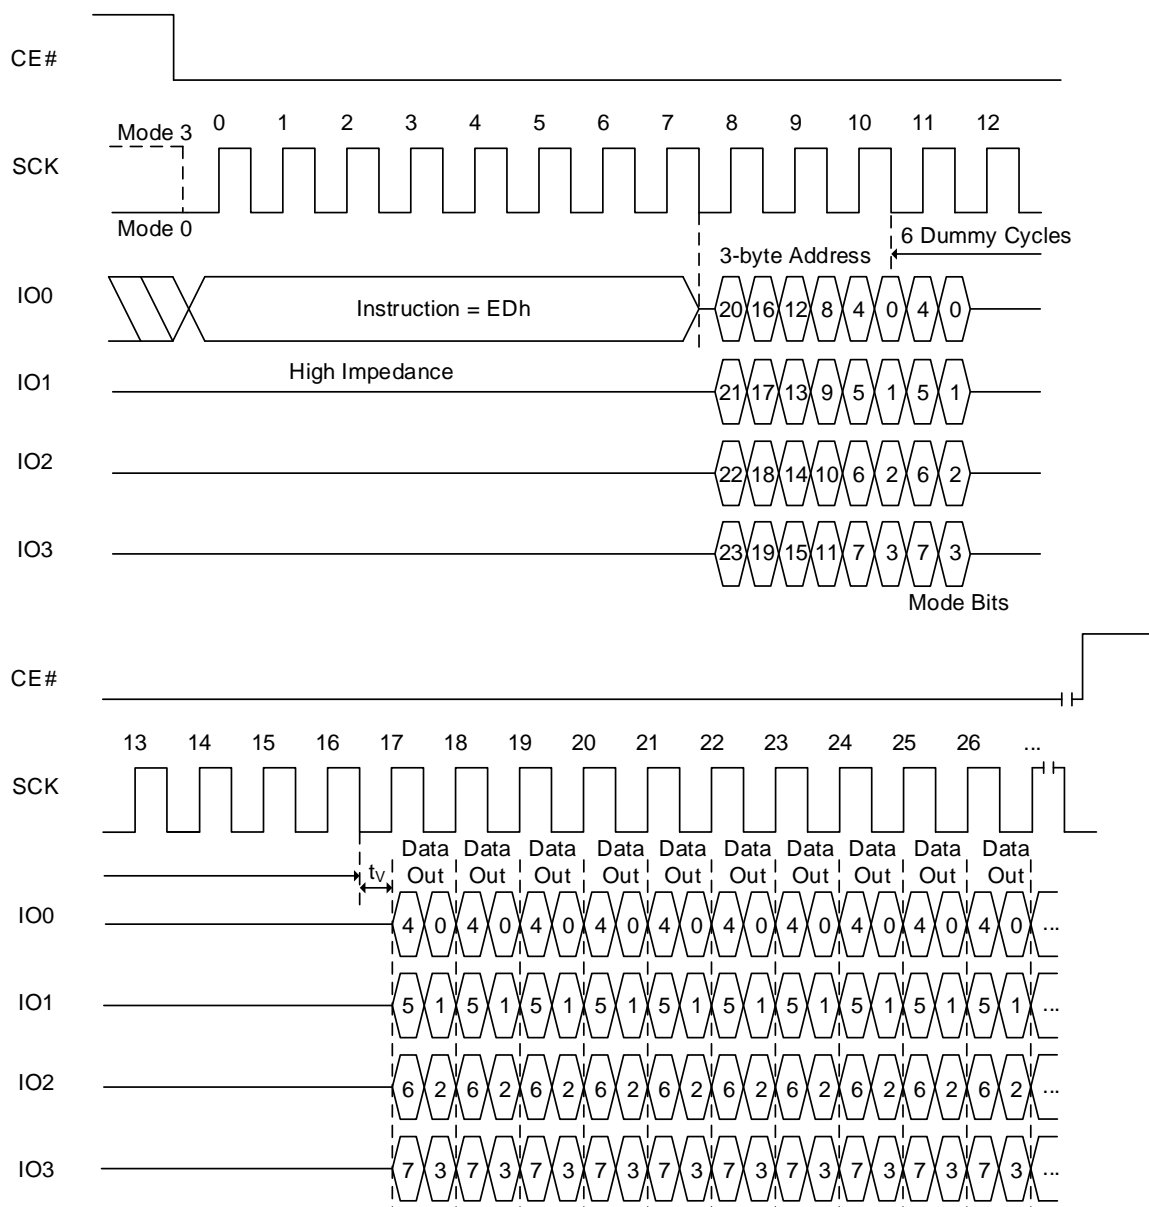 CE#
Mode 3 0 1 2 3 4 5 6 7 8 9 10 11 12
SCK
Mode 0
6 Dummy Cycles
3-byte Address
IO0 Instruction = EDh 20 16 12 8 4 0 4 0
High Impedance
IO1 21 17 13 9 5 1 5 1
IO2 22 18 14 10 6 2 6 2
IO3 23 19 15 11 7 3 7 3
Mode Bits
CE#
13 14 15 16 17 18 19 20 21 22 23 24 25 26 ...
SCK
Data Data Data Data Data Data Data Data Data Data
tV Out Out Out Out Out Out Out Out Out Out
IO0 4 0 4 0 4 0 4 0 4 0 4 0 4 0 4 0 4 0 4 0 ...
IO1 5 1 5 1 5 1 5 1 5 1 5 1 5 1 5 1 5 1 5 1 ...
IO2 6 2 6 2 6 2 6 2 6 2 6 2 6 2 6 2 6 2 6 2 ...
IO3 7 3 7 3 7 3 7 3 7 3 7 3 7 3 7 3 7 3 7 3 ...